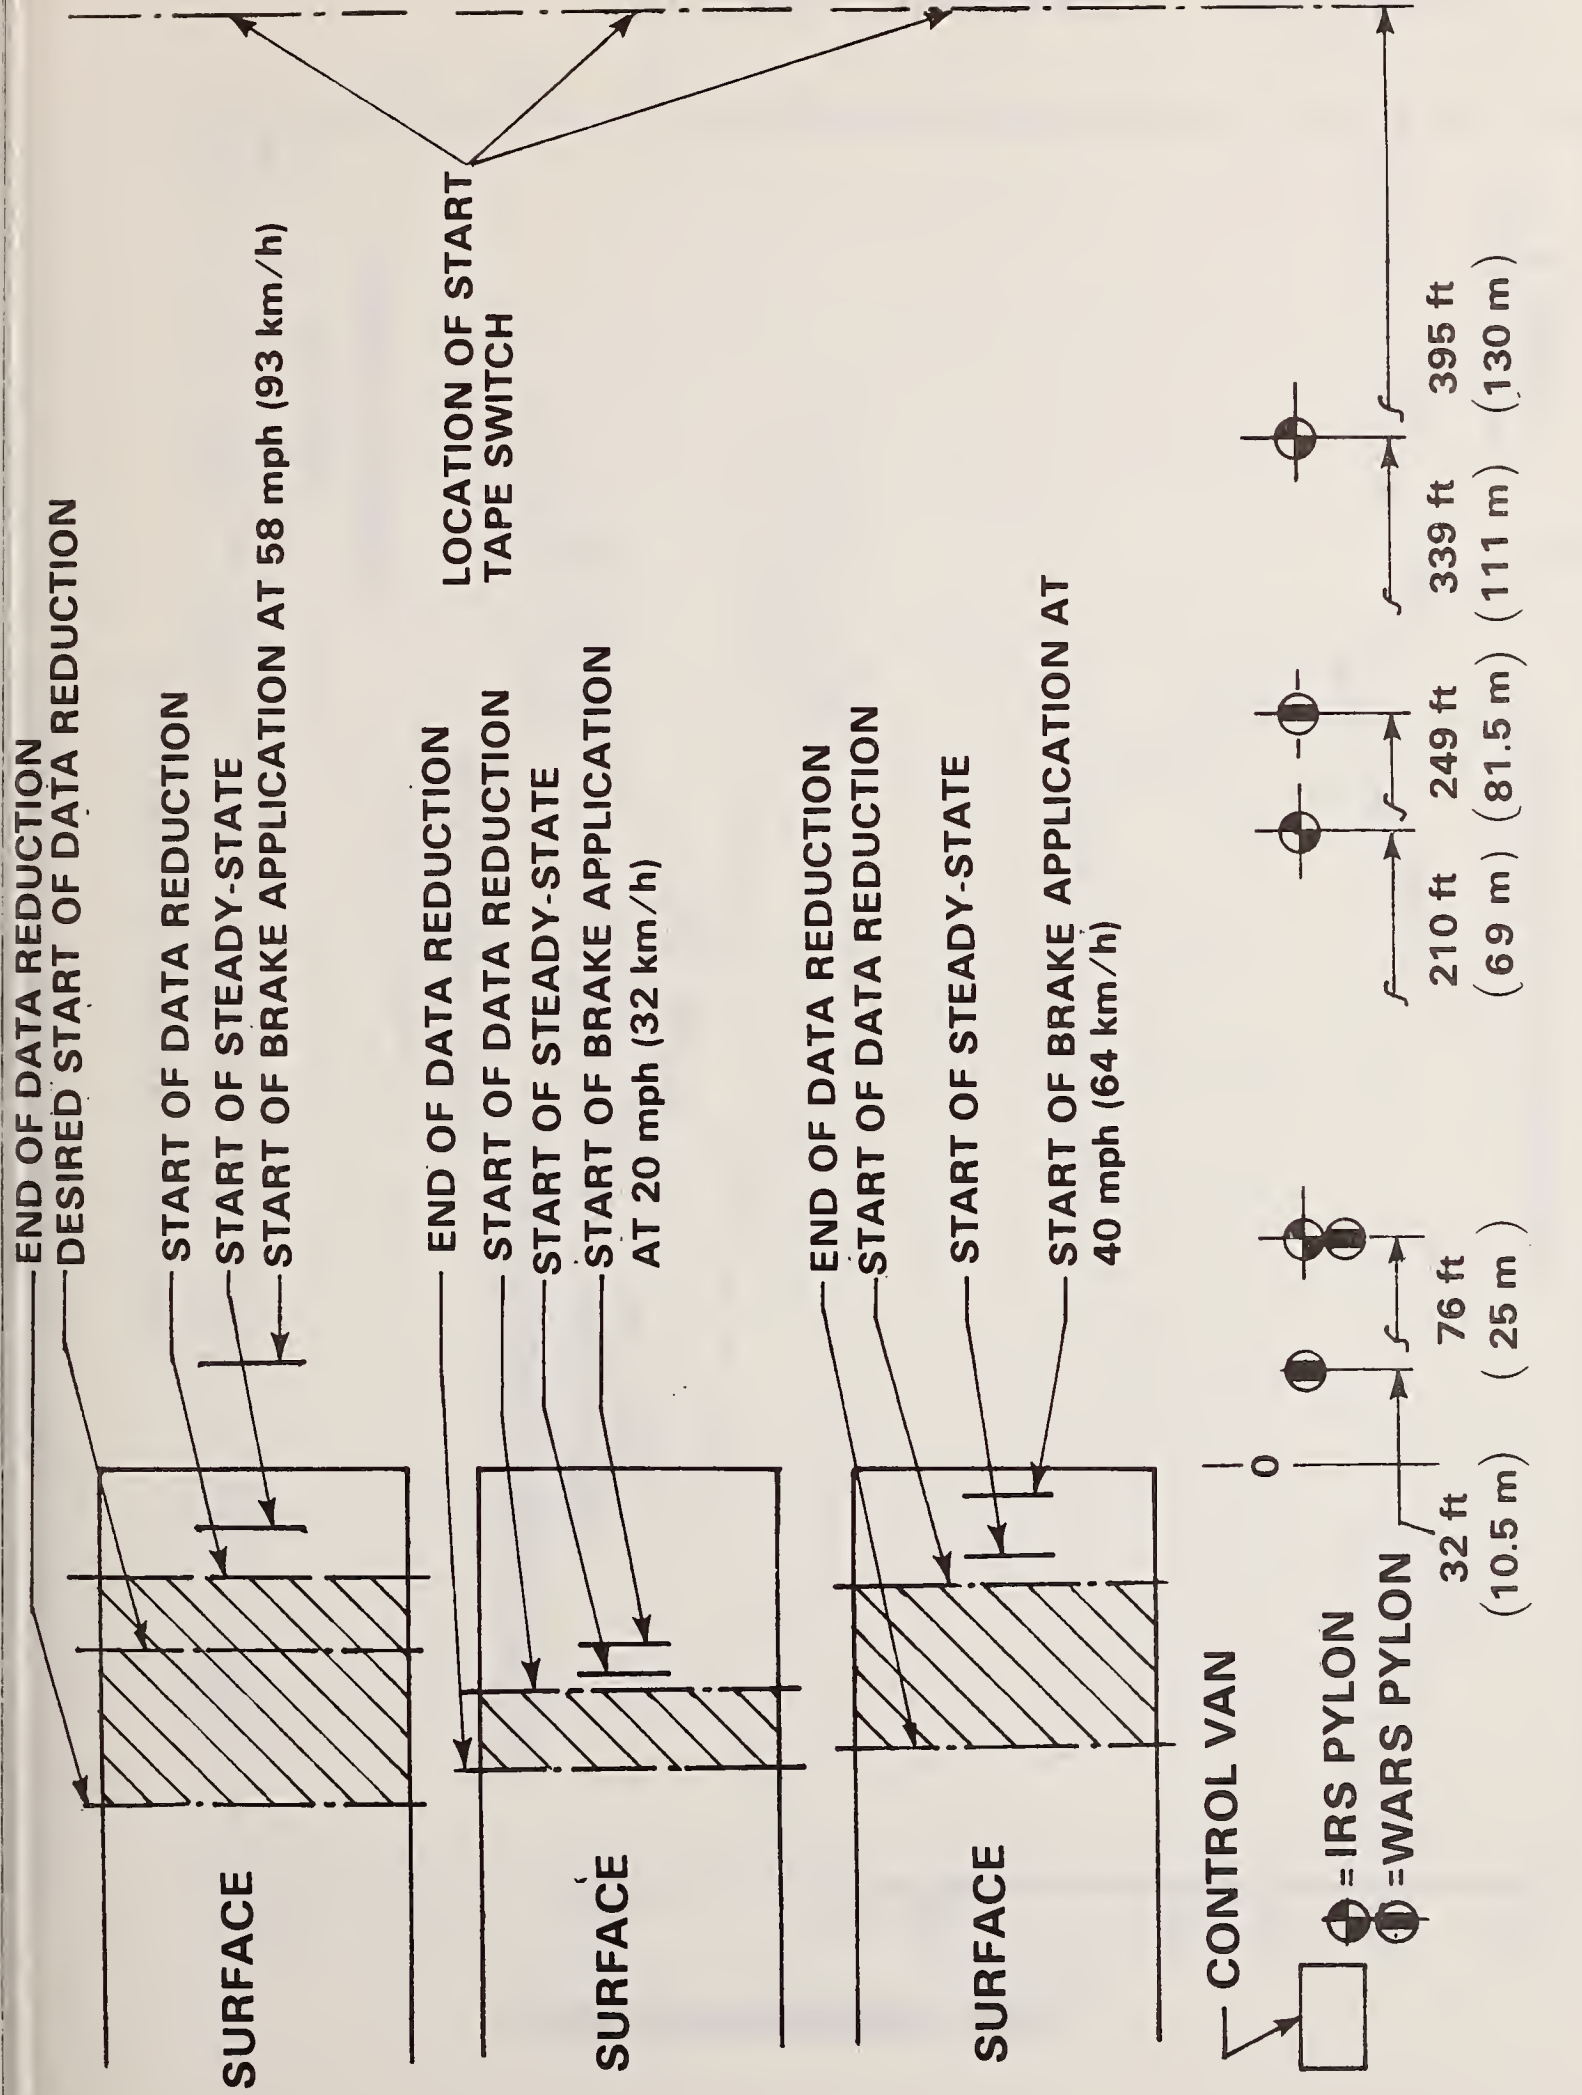 END OF DATA REDUCTION
DESIRED START OF DATA REDUCTION
START OF DATA REDUCTION
START OF STEADY-STATE
START OF BRAKE APPLICATION AT 58 mph (93 km/h)
SURFACE
LOCATION OF START
TAPE SWITCH
END OF DATA REDUCTION
START OF DATA REDUCTION
START OF STEADY-STATE
START OF BRAKE APPLICATION
AT 20 mph (32 km/h)
SURFACE
END OF DATA REDUCTION
START OF DATA REDUCTION
START OF STEADY-STATE
START OF BRAKE APPLICATION AT
40 mph (64 km/h)
SURFACE
CONTROL VAN
0
=IRS PYLON
=WARS PYLON
32 ft
(10.5 m)
76 ft
(25 m)
210 ft
(69 m)
249 ft
(81.5 m)
339 ft
(111 m)
395 ft
(130 m)